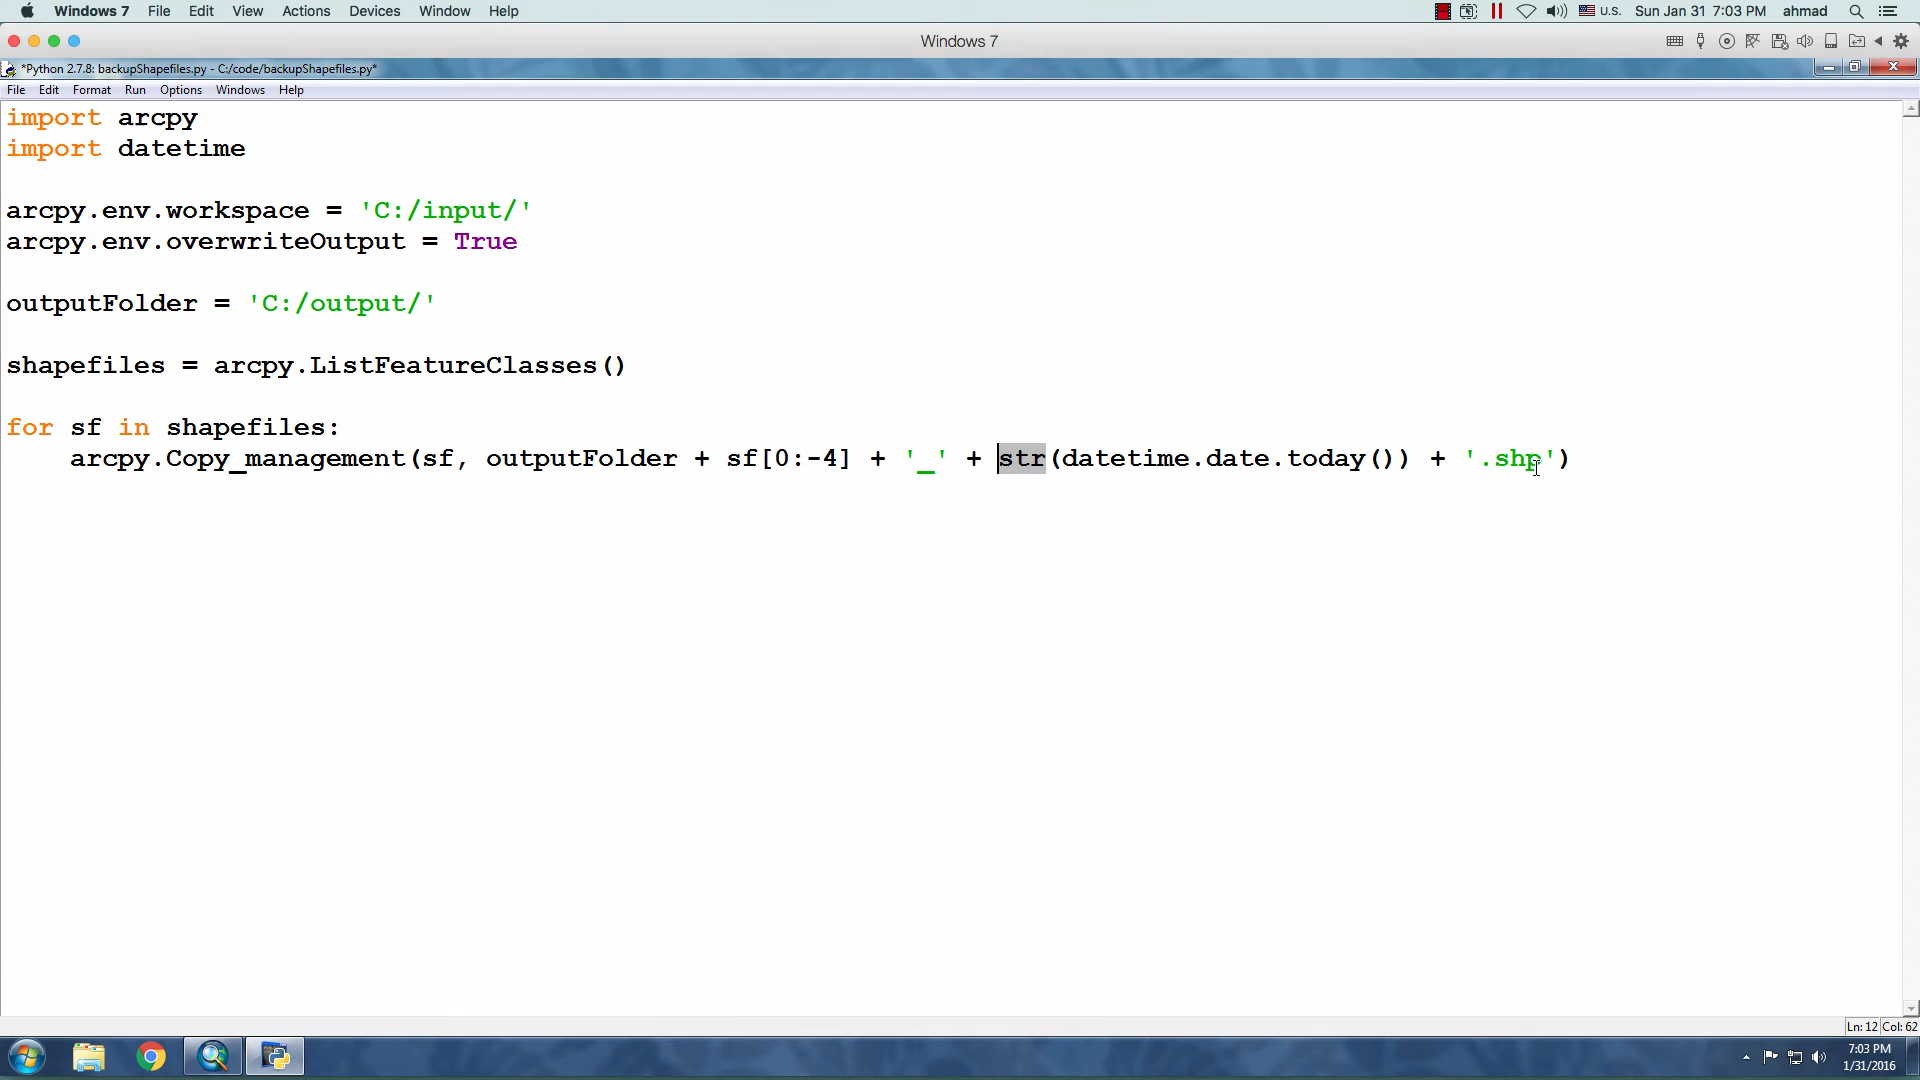 Windows 7 File Edit View Actions Devices Window Help U.S. Sun Jan 31 7:03 PM ahmad
Windows 7
*Python 2.7.8: backupShapefiles.py - C:/code/backupShapefiles.py*
File Edit Format Run Options Windows Help
import arcpy
import datetime
arcpy.env.workspace = 'C:/input/'
arcpy.env.overwriteOutput = True
outputFolder = 'C:/output/'
shapefiles = arcpy.ListFeatureClasses()
for sf in shapefiles:
    arcpy.Copy_management(sf, outputFolder + sf[0:-4] + '_' + str(datetime.date.today()) + '.shp')
Ln: 12 Col: 62
7:03 PM
1/31/2016